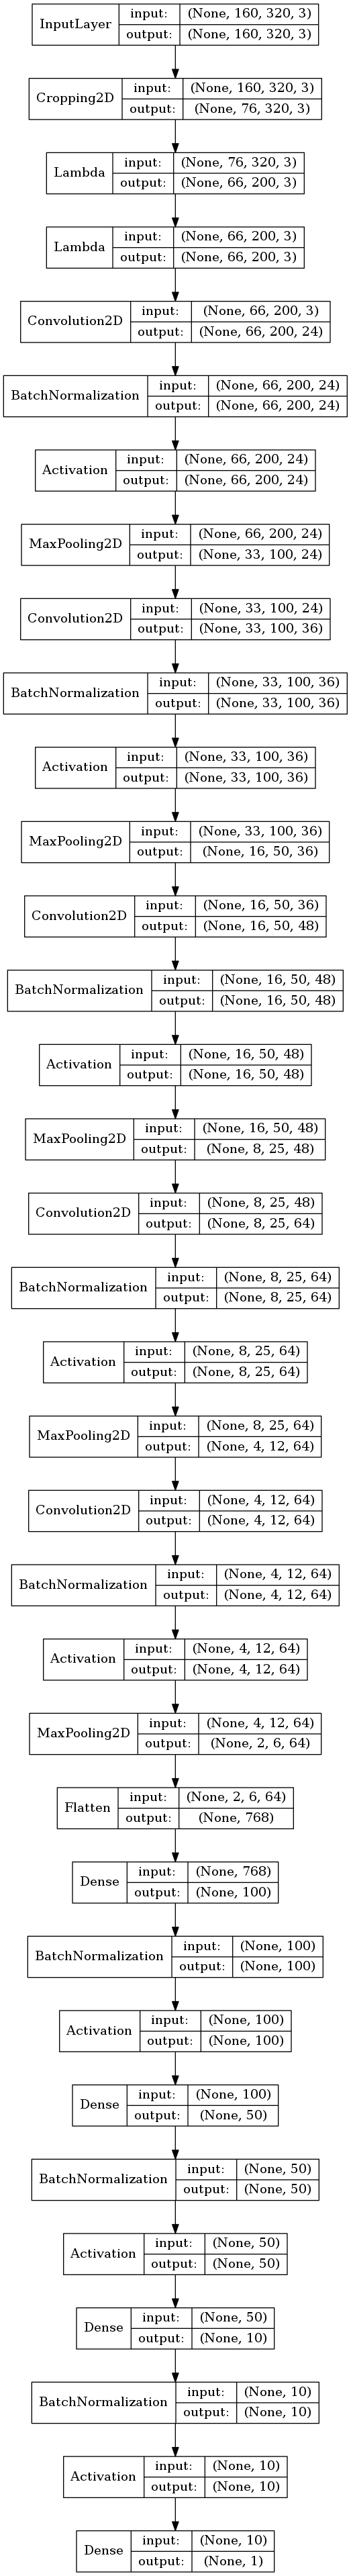 InputLayer
input: (None, 160, 320, 3)
output: (None, 160, 320, 3)
Cropping2D
input: (None, 160, 320, 3)
output: (None, 76, 320, 3)
Lambda
input: (None, 76, 320, 3)
output: (None, 66, 200, 3)
Lambda
input: (None, 66, 200, 3)
output: (None, 66, 200, 3)
Convolution2D
input: (None, 66, 200, 3)
output: (None, 66, 200, 24)
BatchNormalization
input: (None, 66, 200, 24)
output: (None, 66, 200, 24)
Activation
input: (None, 66, 200, 24)
output: (None, 66, 200, 24)
MaxPooling2D
input: (None, 66, 200, 24)
output: (None, 33, 100, 24)
Convolution2D
input: (None, 33, 100, 24)
output: (None, 33, 100, 36)
BatchNormalization
input: (None, 33, 100, 36)
output: (None, 33, 100, 36)
Activation
input: (None, 33, 100, 36)
output: (None, 33, 100, 36)
MaxPooling2D
input: (None, 33, 100, 36)
output: (None, 16, 50, 36)
Convolution2D
input: (None, 16, 50, 36)
output: (None, 16, 50, 48)
BatchNormalization
input: (None, 16, 50, 48)
output: (None, 16, 50, 48)
Activation
input: (None, 16, 50, 48)
output: (None, 16, 50, 48)
MaxPooling2D
input: (None, 16, 50, 48)
output: (None, 8, 25, 48)
Convolution2D
input: (None, 8, 25, 48)
output: (None, 8, 25, 64)
BatchNormalization
input: (None, 8, 25, 64)
output: (None, 8, 25, 64)
Activation
input: (None, 8, 25, 64)
output: (None, 8, 25, 64)
MaxPooling2D
input: (None, 8, 25, 64)
output: (None, 4, 12, 64)
Convolution2D
input: (None, 4, 12, 64)
output: (None, 4, 12, 64)
BatchNormalization
input: (None, 4, 12, 64)
output: (None, 4, 12, 64)
Activation
input: (None, 4, 12, 64)
output: (None, 4, 12, 64)
MaxPooling2D
input: (None, 4, 12, 64)
output: (None, 2, 6, 64)
Flatten
input: (None, 2, 6, 64)
output: (None, 768)
Dense
input: (None, 768)
output: (None, 100)
BatchNormalization
input: (None, 100)
output: (None, 100)
Activation
input: (None, 100)
output: (None, 100)
Dense
input: (None, 100)
output: (None, 50)
BatchNormalization
input: (None, 50)
output: (None, 50)
Activation
input: (None, 50)
output: (None, 50)
Dense
input: (None, 50)
output: (None, 10)
BatchNormalization
input: (None, 10)
output: (None, 10)
Activation
input: (None, 10)
output: (None, 10)
Dense
input: (None, 10)
output: (None, 1)